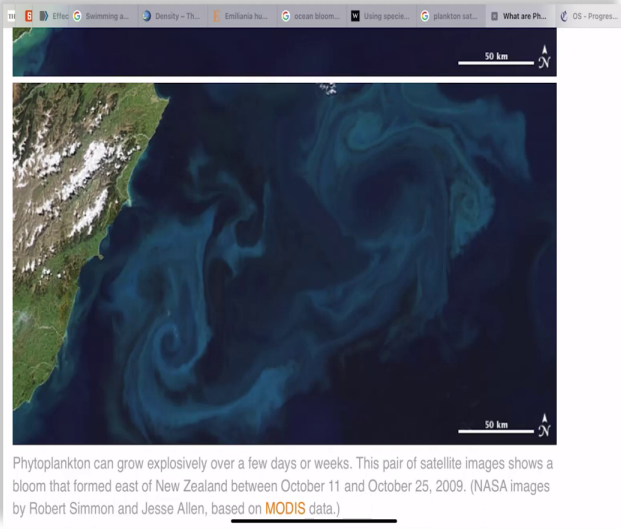 Effec
Swimming a...
Density – Th...
Emiliania hu...
ocean bloom...
Using specie...
plankton sat...
What are Ph...
OS - Progres...
50 km
N
50 km
N
Phytoplankton can grow explosively over a few days or weeks. This pair of satellite images shows a
bloom that formed east of New Zealand between October 11 and October 25, 2009. (NASA images
by Robert Simmon and Jesse Allen, based on MODIS data.)